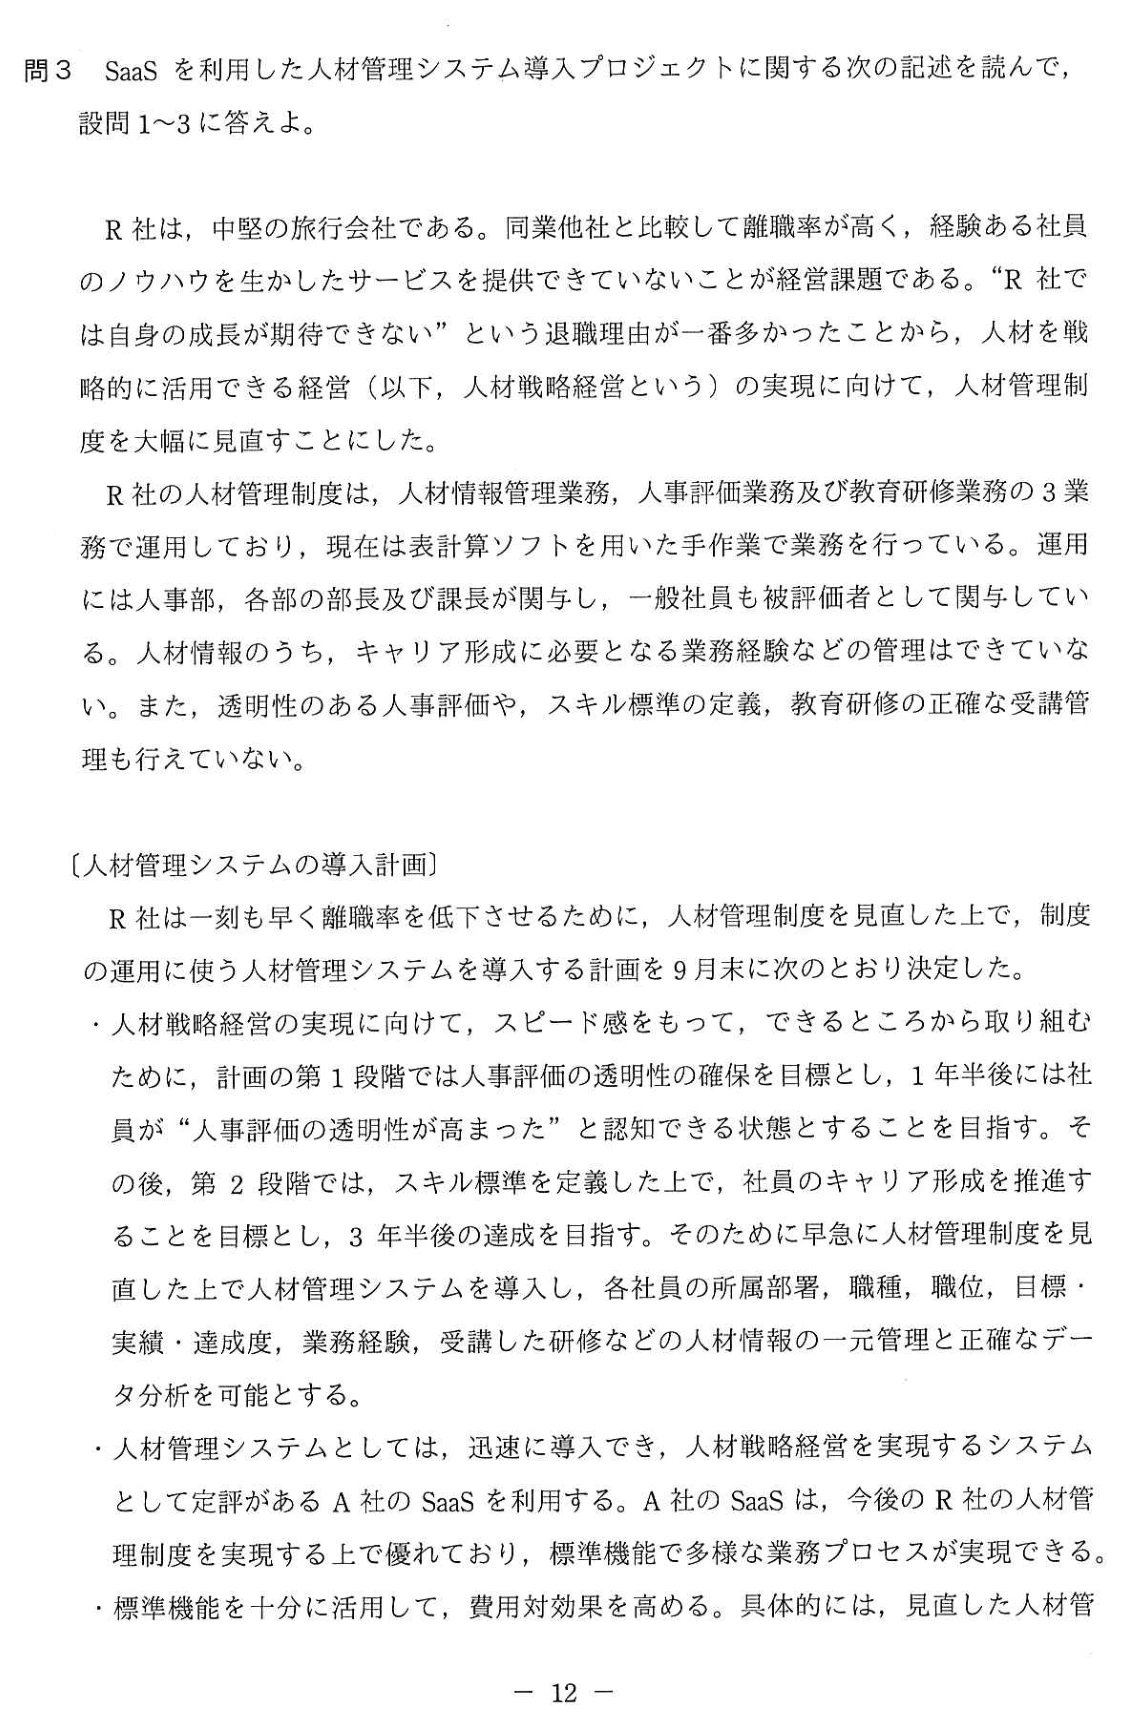 問3　SaaS を利用した人材管理システム導入プロジェクトに関する次の記述を読んで，
設問 1～3 に答えよ。
R 社は，中堅の旅行会社である。同業他社と比較して離職率が高く，経験ある社員
のノウハウを生かしたサービスを提供できていないことが経営課題である。“R 社で
は自身の成長が期待できない” という退職理由が一番多かったことから，人材を戦
略的に活用できる経営（以下，人材戦略経営という）の実現に向けて，人材管理制
度を大幅に見直すことにした。
R 社の人材管理制度は，人材情報管理業務，人事評価業務及び教育研修業務の 3 業
務で運用しており，現在は表計算ソフトを用いた手作業で業務を行っている。運用
には人事部，各部の部長及び課長が関与し，一般社員も被評価者として関与してい
る。人材情報のうち，キャリア形成に必要となる業務経験などの管理はできていな
い。また，透明性のある人事評価や，スキル標準の定義，教育研修の正確な受講管
理も行えていない。
〔人材管理システムの導入計画〕
R 社は一刻も早く離職率を低下させるために，人材管理制度を見直した上で，制度
の運用に使う人材管理システムを導入する計画を 9 月末に次のとおり決定した。
・人材戦略経営の実現に向けて，スピード感をもって，できるところから取り組む
ために，計画の第 1 段階では人事評価の透明性の確保を目標とし，1 年半後には社
員が “人事評価の透明性が高まった” と認知できる状態とすることを目指す。そ
の後，第 2 段階では，スキル標準を定義した上で，社員のキャリア形成を推進す
ることを目標とし，3 年半後の達成を目指す。そのために早急に人材管理制度を見
直した上で人材管理システムを導入し，各社員の所属部署，職種，職位，目標・
実績・達成度，業務経験，受講した研修などの人材情報の一元管理と正確なデー
タ分析を可能とする。
・人材管理システムとしては，迅速に導入でき，人材戦略経営を実現するシステム
として定評がある A 社の SaaS を利用する。A 社の SaaS は，今後の R 社の人材管
理制度を実現する上で優れており，標準機能で多様な業務プロセスが実現できる。
・標準機能を十分に活用して，費用対効果を高める。具体的には，見直した人材管
－ 12 －